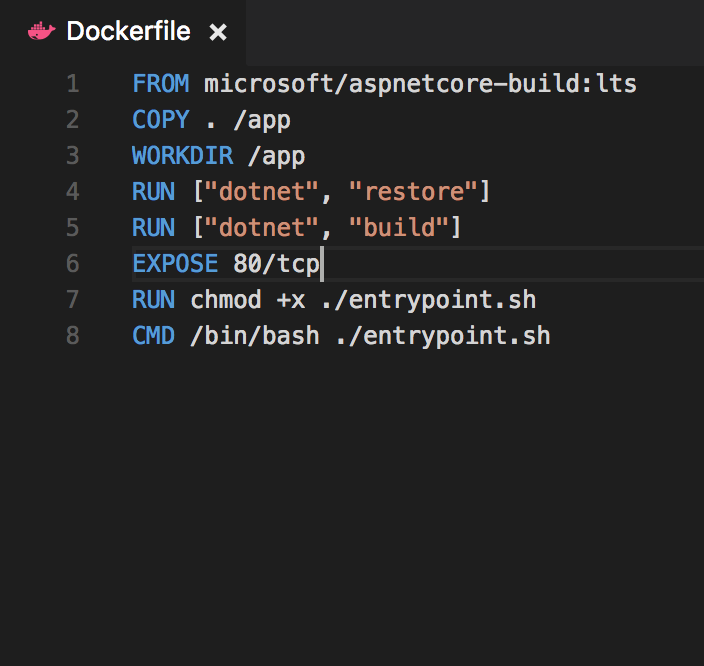 Dockerfile ×
1 FROM microsoft/aspnetcore-build:lts
2 COPY . /app
3 WORKDIR /app
4 RUN ["dotnet", "restore"]
5 RUN ["dotnet", "build"]
6 EXPOSE 80/tcp
7 RUN chmod +x ./entrypoint.sh
8 CMD /bin/bash ./entrypoint.sh